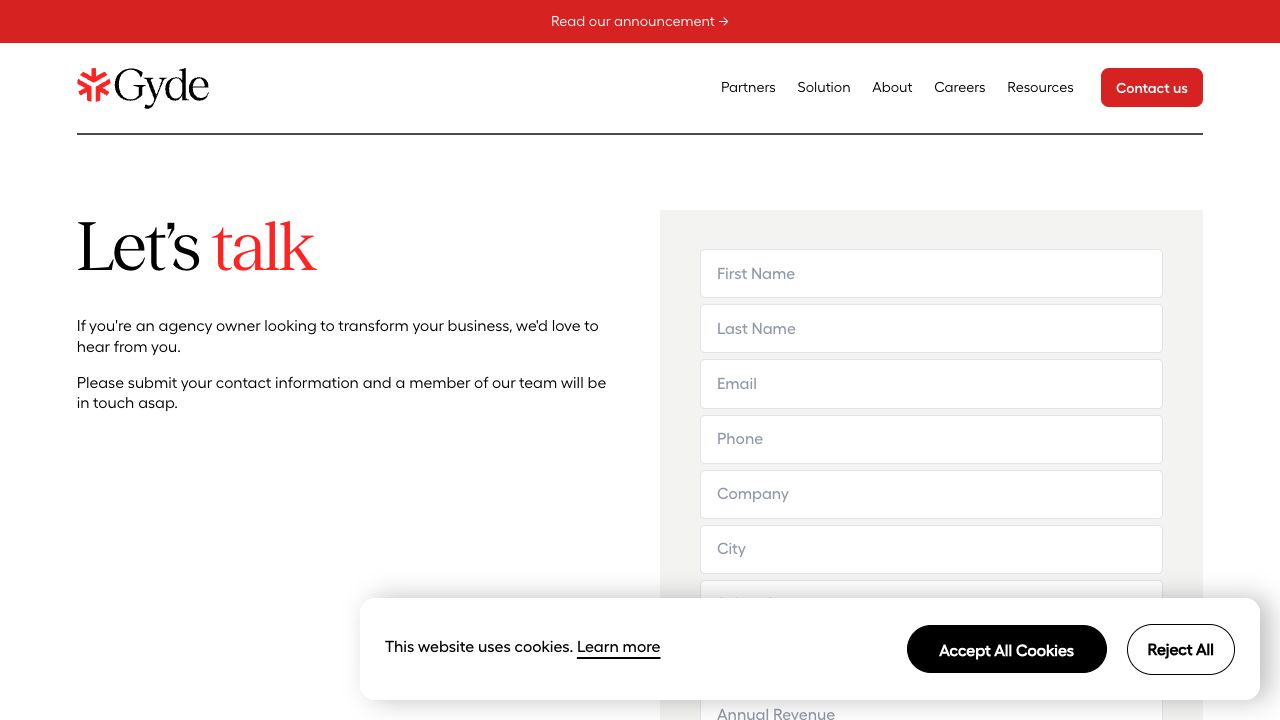 Read our announcement →
Gyde
Partners
Solution
About
Careers
Resources
Contact us
Let's talk
If you're an agency owner looking to transform your business, we'd love to
hear from you.
Please submit your contact information and a member of our team will be
in touch asap.
First Name
Last Name
Email
Phone
Company
City
This website uses cookies. Learn more
Accept All Cookies
Reject All
Annual Revenue